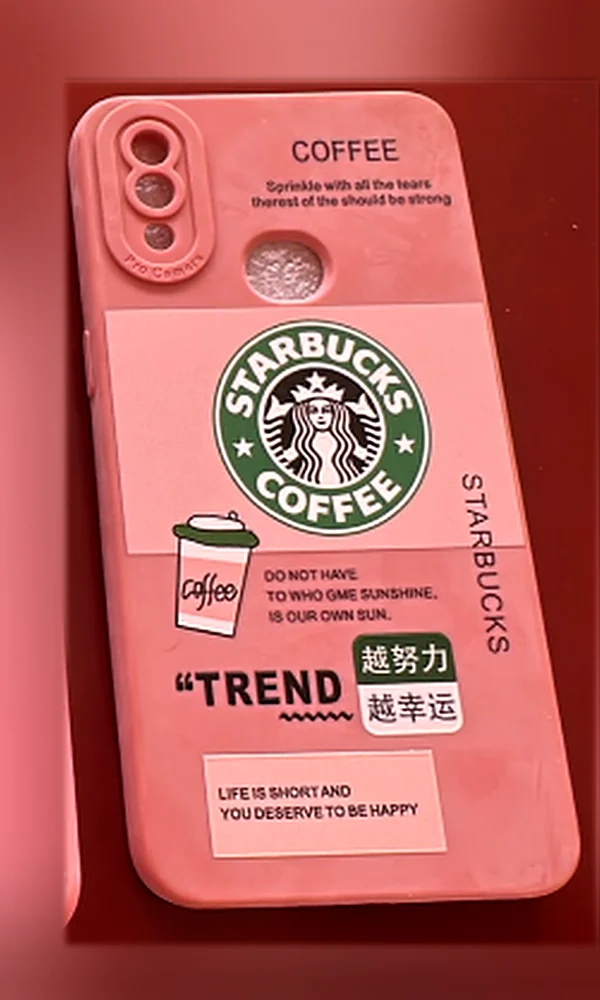 COFFEE
Sprinkle with all the tears
therest of the should be strong
Pro Camera
STARBUCKS
COFFEE
STARBUCKS
coffee
DO NOT HAVE
TO WHO GME SUNSHINE,
IS OUR OWN SUN.
“TREND
越努力
越幸运
LIFE IS SHORT AND
YOU DESERVE TO BE HAPPY